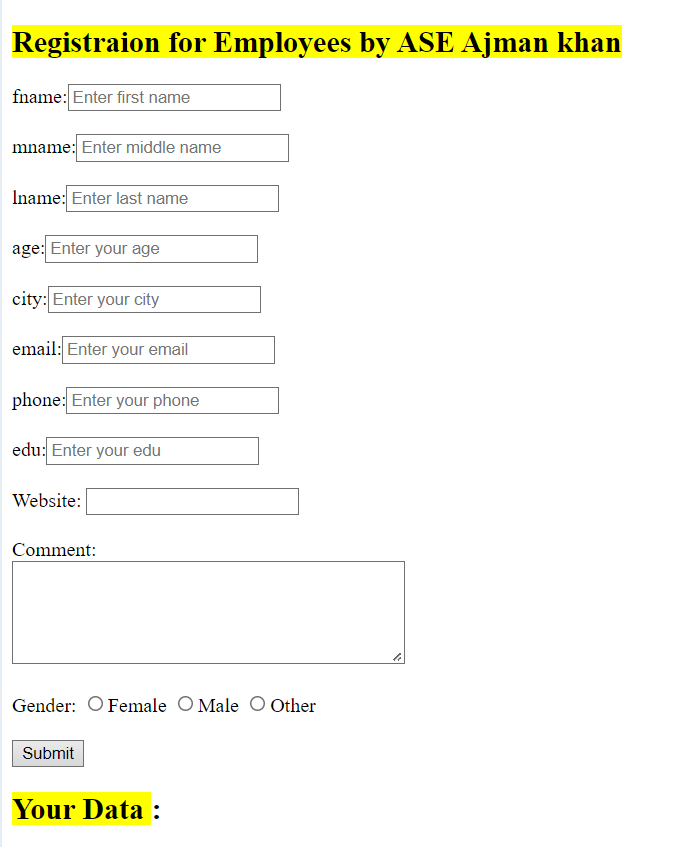 Registraion for Employees by ASE Ajman khan
fname: Enter first name
mname: Enter middle name
lname: Enter last name
age: Enter your age
city: Enter your city
email: Enter your email
phone: Enter your phone
edu: Enter your edu
Website:
Comment:
Gender: Female Male Other
Submit
Your Data :